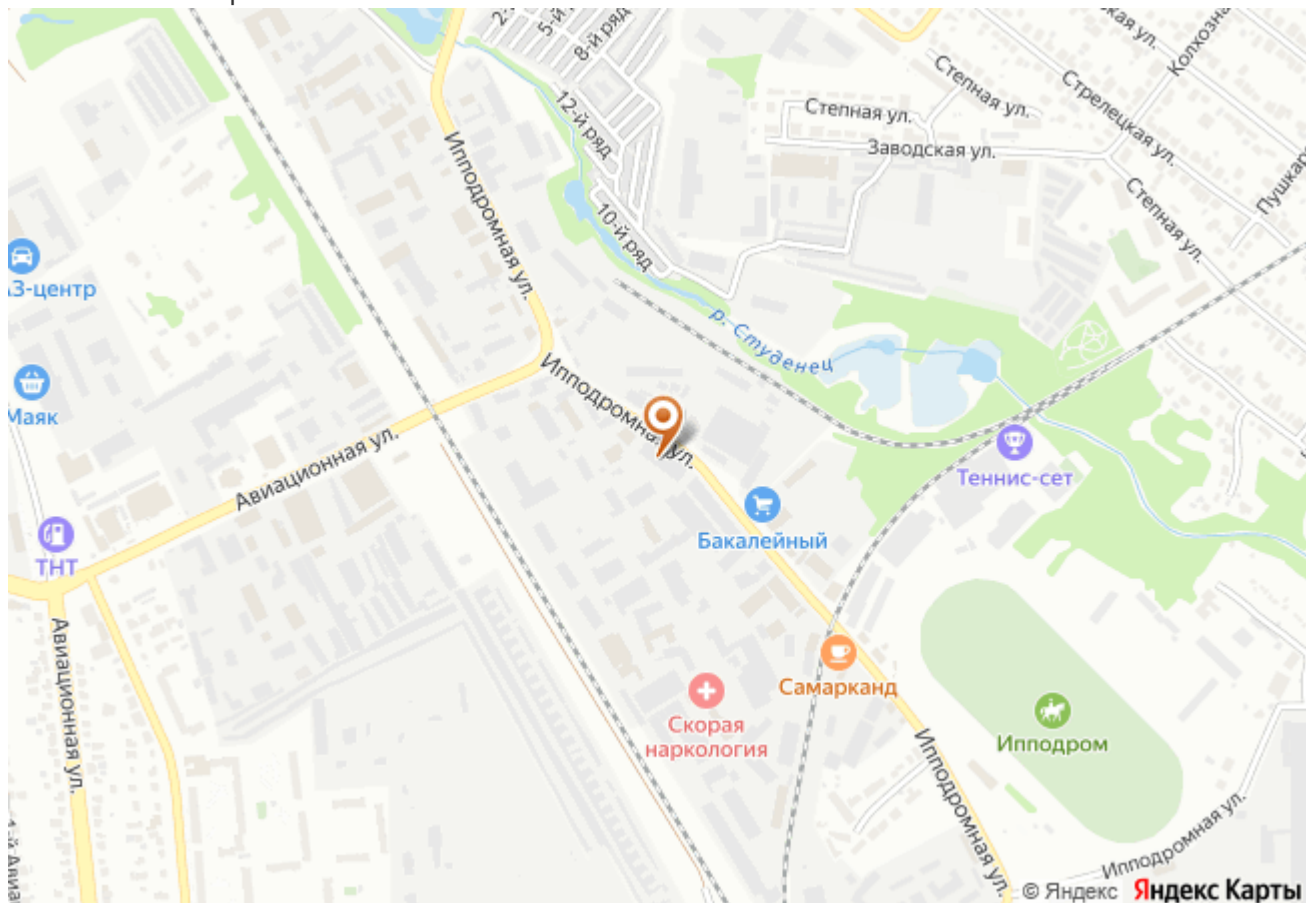 5-й ряд
8-й ряд
12-й ряд
10-й ряд
Степная ул.
Степная ул.
Заводская ул.
Стрелецкая ул.
Степная ул.
Ипподромная ул.
АЗ-центр
Маяк
р. Студенец
Ипподромная ул.
Авиационная ул.
Теннис-сет
Бакалейный
ТНТ
Авиационная ул.
Самарканд
Скорая
наркология
Ипподром
Ипподромная ул.
Ипподромная ул.
© Яндекс Яндекс Карты